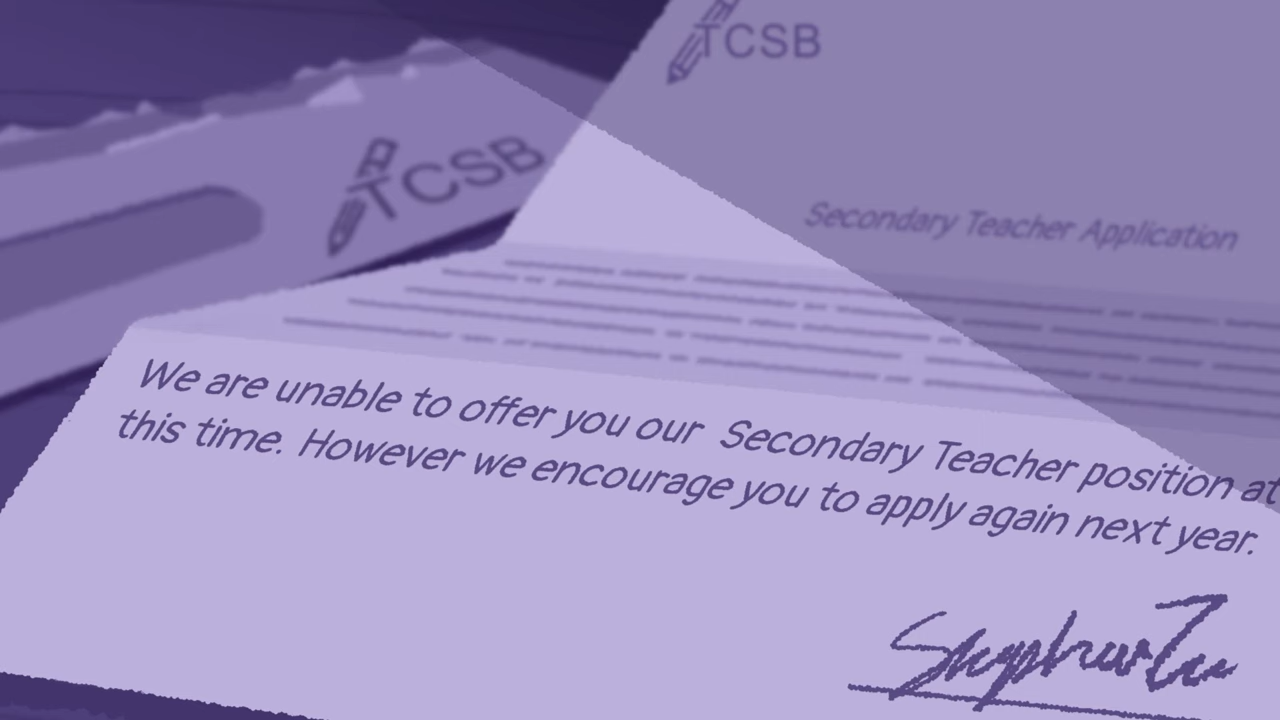 TCSB
TCSB
Secondary Teacher Application
We are unable to offer you our Secondary Teacher position at
this time. However we encourage you to apply again next year.